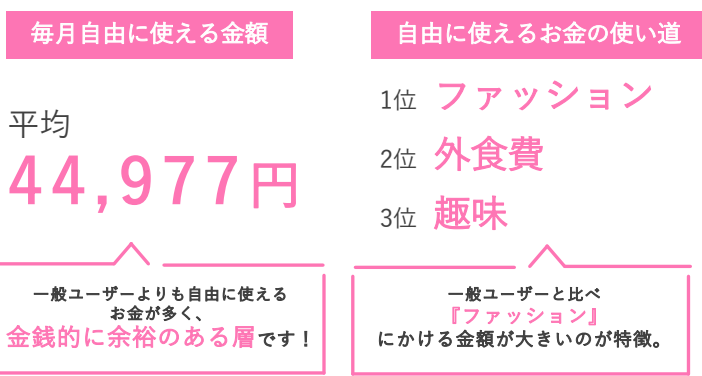 毎月自由に使える金額
平均
44,977円
一般ユーザーよりも自由に使える
お金が多く、
金銭的に余裕のある層です！
自由に使えるお金の使い道
1位 ファッション
2位 外食費
3位 趣味
一般ユーザーと比べ
『ファッション』
にかける金額が大きいのが特徴。